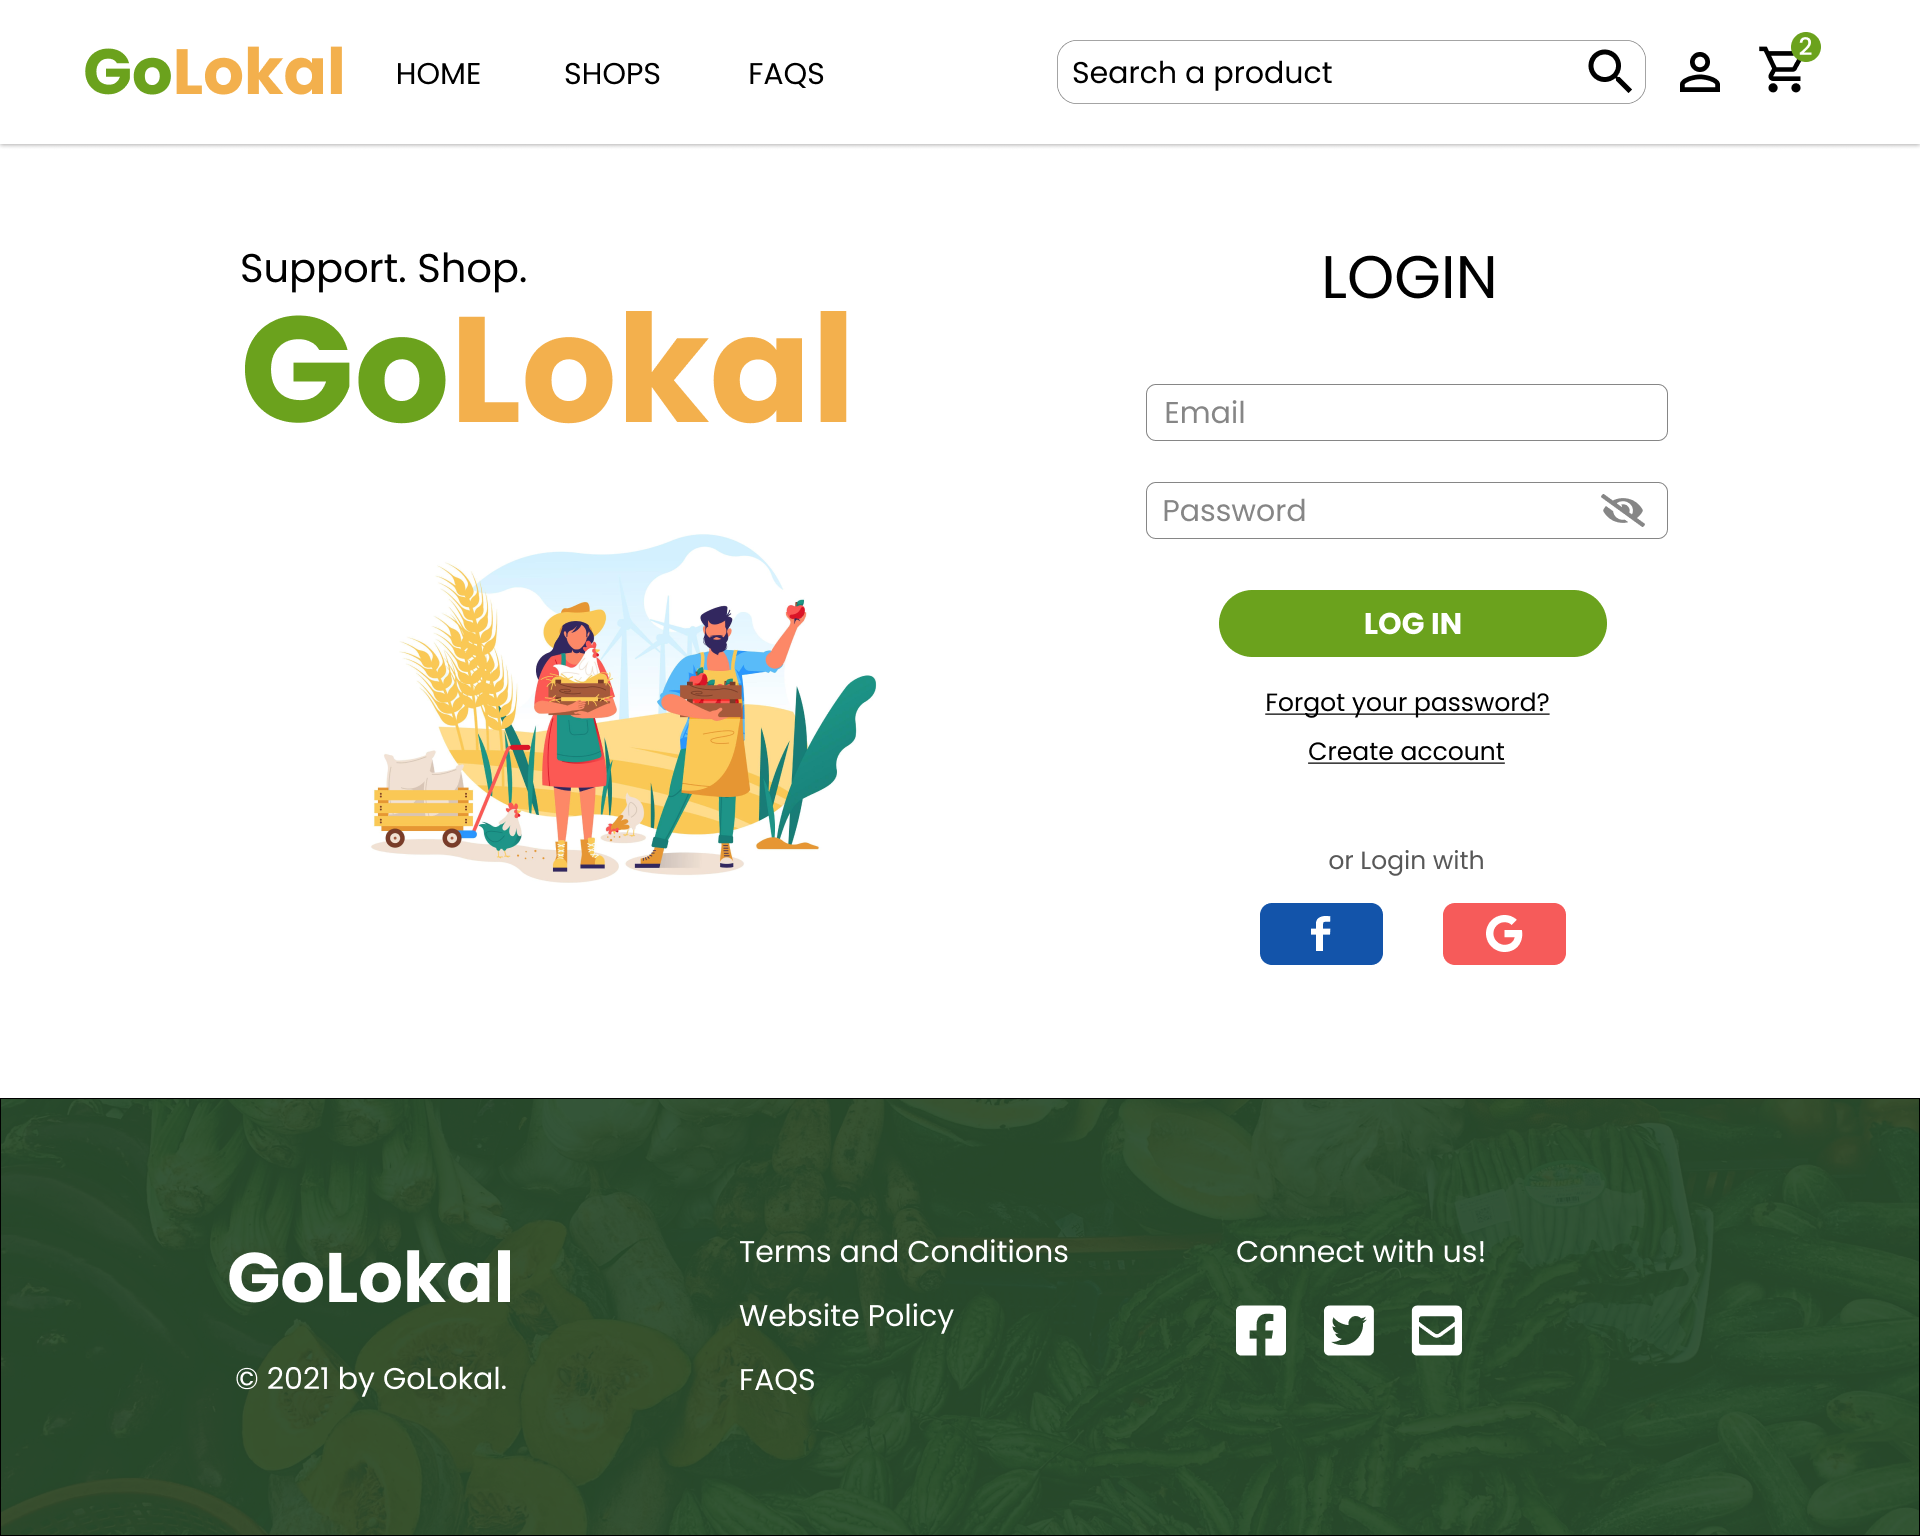 GoLokal HOME SHOPS FAQS Search a product 2
Support. Shop.
GoLokal
LOGIN
Email
Password
LOG IN
Forgot your password?
Create account
or Login with
f G
GoLokal
© 2021 by GoLokal.
Terms and Conditions
Website Policy
FAQS
Connect with us!